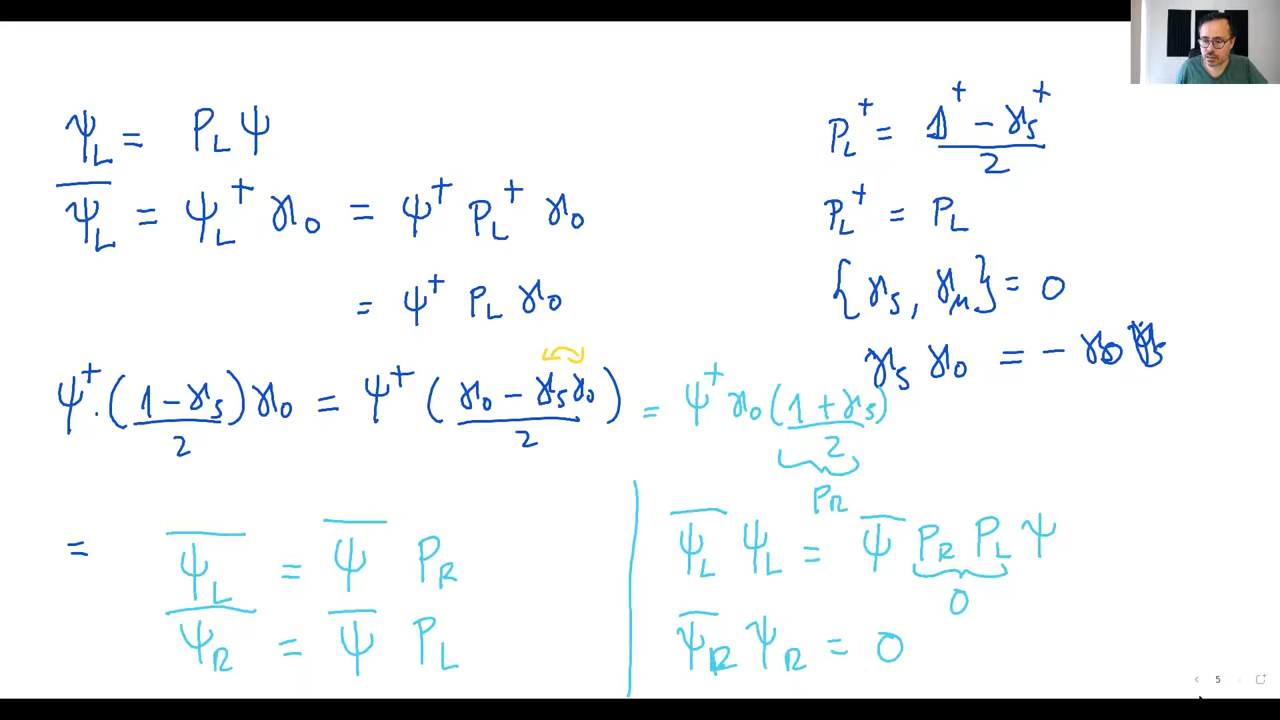 ψ_L = P_L ψ
ψ̄_L = ψ_L^† γ_0 = ψ^† P_L^† γ_0
= ψ^† P_L γ_0
P_L^† = (1^† - γ_5^†)/2
P_L^† = P_L
{γ_5, γ_μ} = 0
γ_5 γ_0 = - γ_0 γ_5
ψ^† · ((1 - γ_5)/2) γ_0 = ψ^† ((γ_0 - γ_5 γ_0)/2) = ψ^† γ_0 ((1 + γ_5)/2)
P_R
= ψ̄_L = ψ̄ P_R
ψ̄_R = ψ̄ P_L
ψ̄_L ψ_L = ψ̄ P_R P_L ψ
0
ψ̄_R ψ_R = 0
5